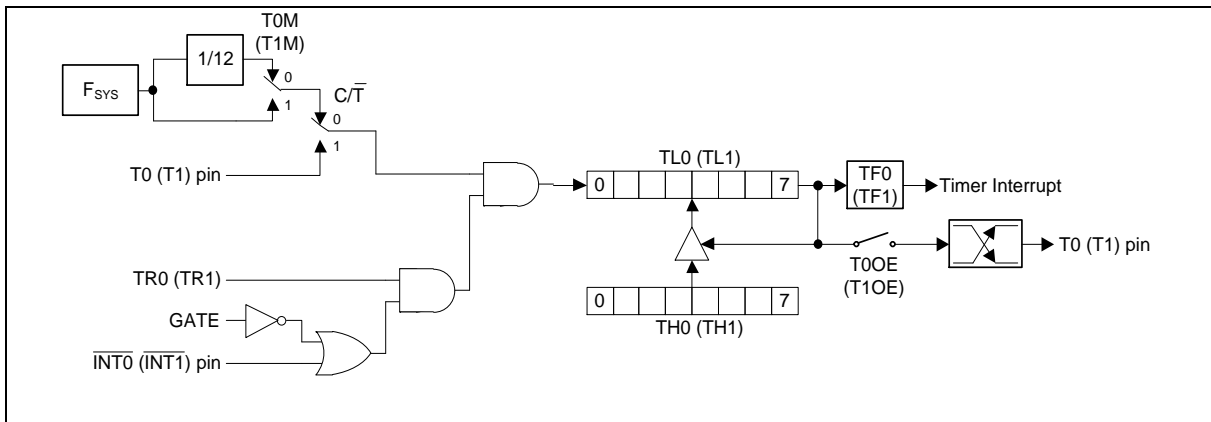 T0M
(T1M)
1/12
FSYS
0
1
C/T
0
1
T0 (T1) pin
TL0 (TL1)
0
7
TF0
(TF1)
Timer Interrupt
T0OE
(T1OE)
T0 (T1) pin
TR0 (TR1)
GATE
INT0 (INT1) pin
0
7
TH0 (TH1)